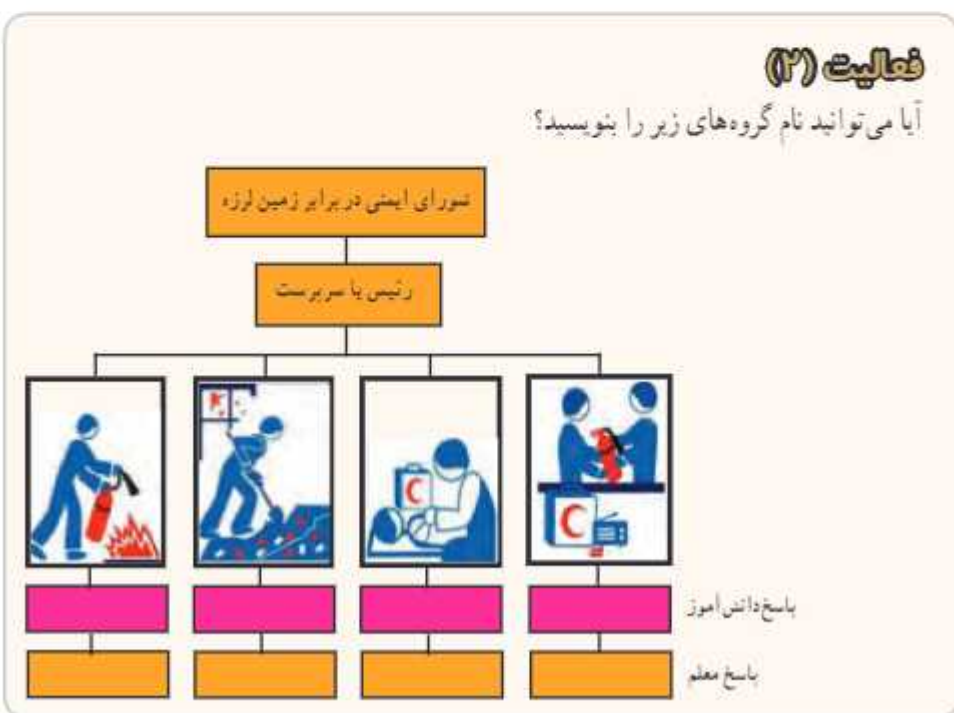 فعالیت (۲)
آیا می‌توانید نام گروه‌های زیر را بنویسید؟
شورای ایمنی در برابر زمین لرزه
رئیس یا سرپرست
پاسخ دانش‌آموز
پاسخ معلم